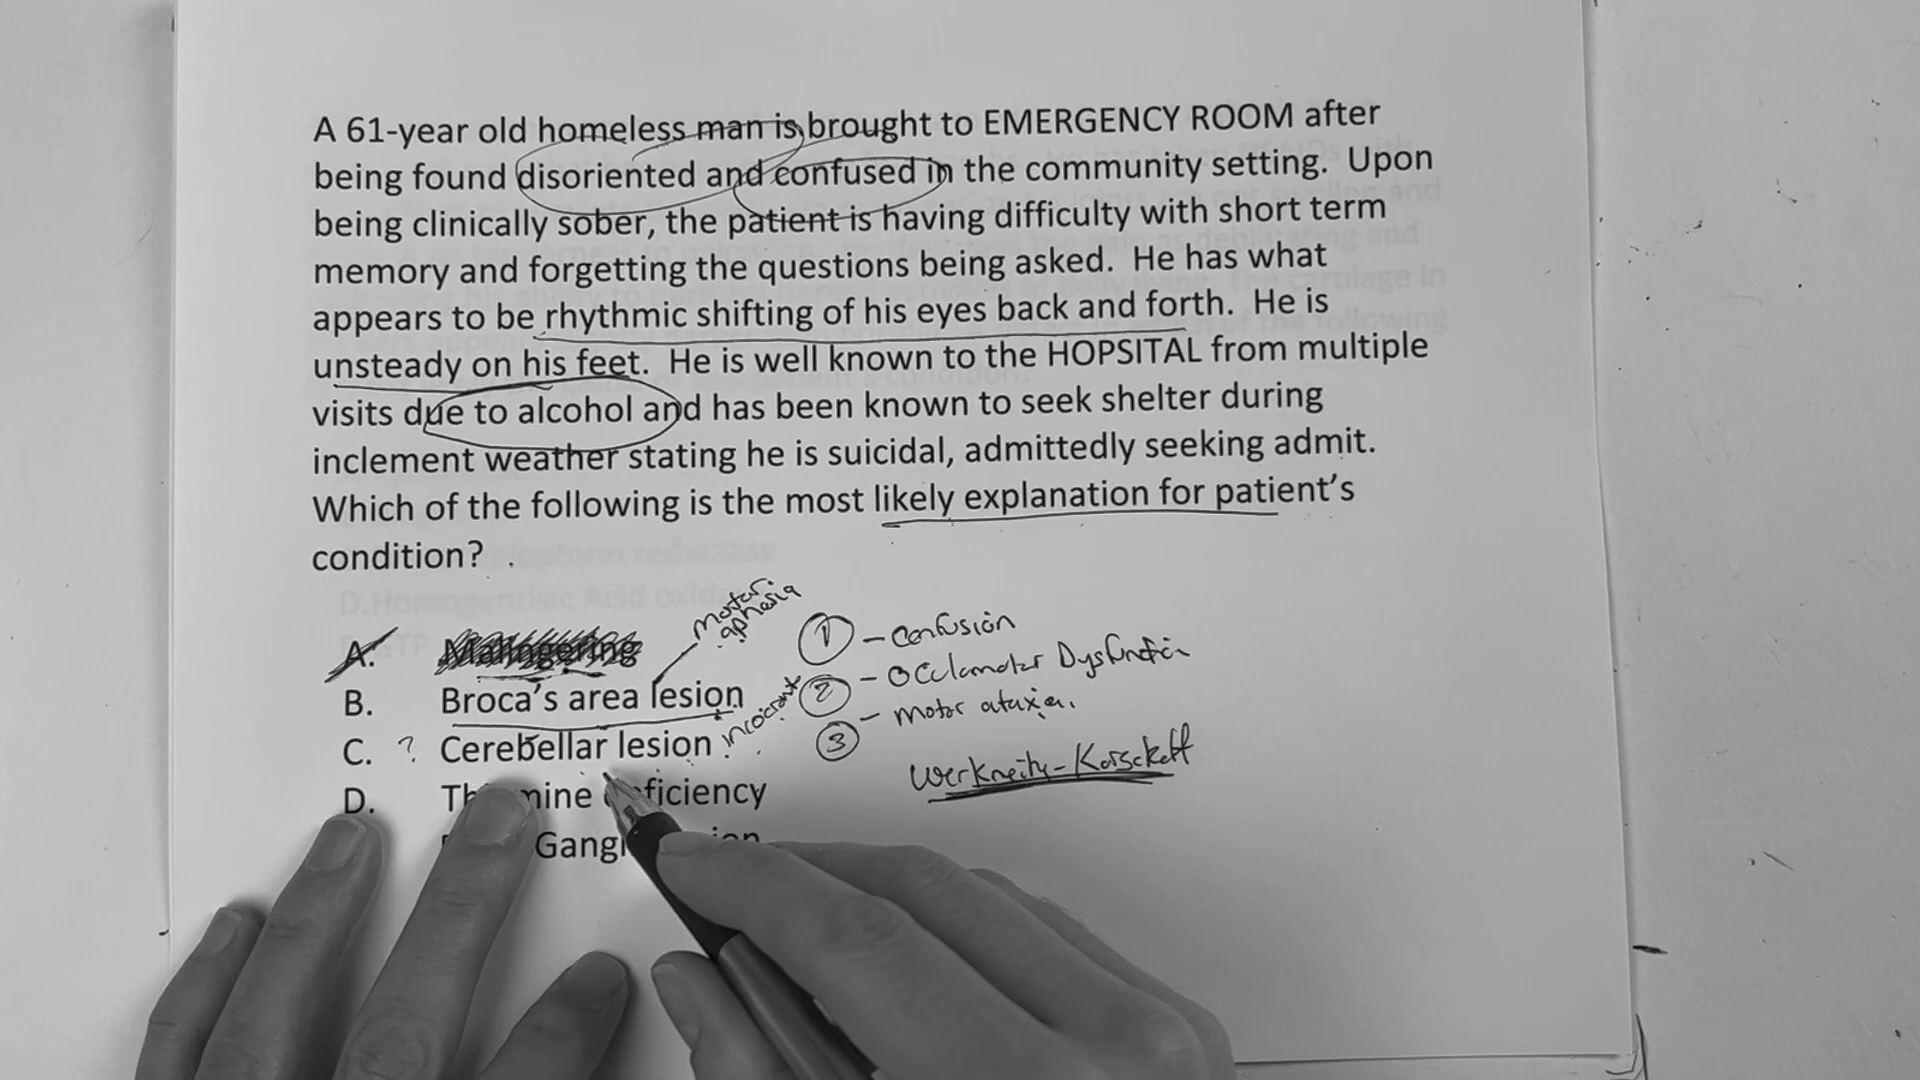 A 61-year old homeless man is brought to EMERGENCY ROOM after
being found disoriented and confused in the community setting. Upon
being clinically sober, the patient is having difficulty with short term
memory and forgetting the questions being asked. He has what
appears to be rhythmic shifting of his eyes back and forth. He is
unsteady on his feet. He is well known to the HOPSITAL from multiple
visits due to alcohol and has been known to seek shelter during
inclement weather stating he is suicidal, admittedly seeking admit.
Which of the following is the most likely explanation for patient's
condition?
D.Homogentisic Acid
motor
aphasia
A. Malingering
B. Broca's area lesion
C. ? Cerebellar lesion
D.
1 - Confusion
2 - Occulomotor Dysfunction
3 - motor ataxia.